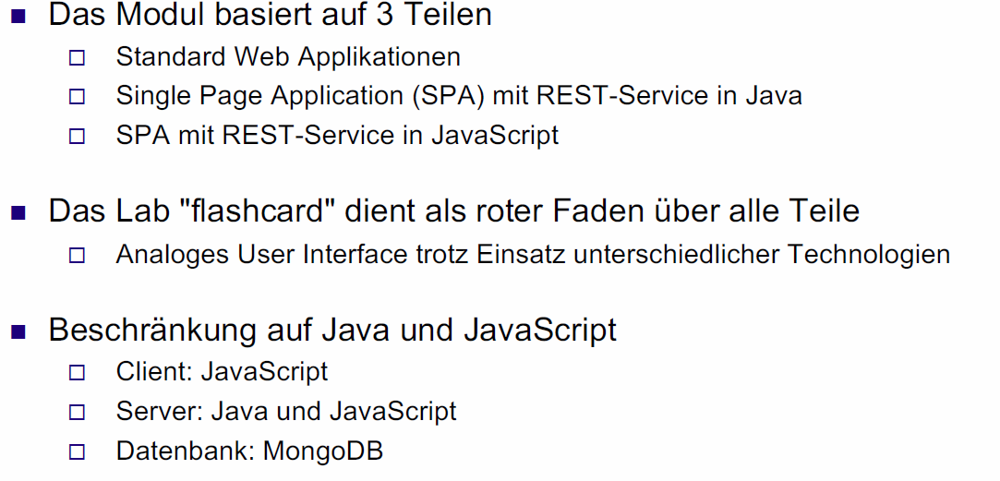 Das Modul basiert auf 3 Teilen
Standard Web Applikationen
Single Page Application (SPA) mit REST-Service in Java
SPA mit REST-Service in JavaScript
Das Lab "flashcard" dient als roter Faden über alle Teile
Analoges User Interface trotz Einsatz unterschiedlicher Technologien
Beschränkung auf Java und JavaScript
Client: JavaScript
Server: Java und JavaScript
Datenbank: MongoDB